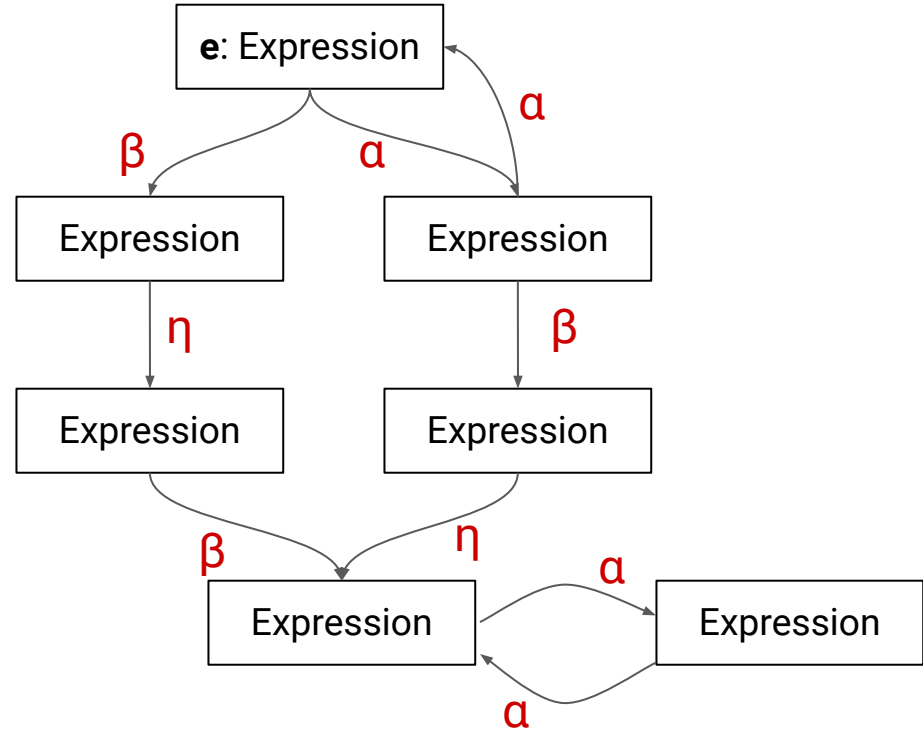 e: Expression
α
β
α
Expression
Expression
η
β
Expression
Expression
β
η
α
Expression
Expression
α